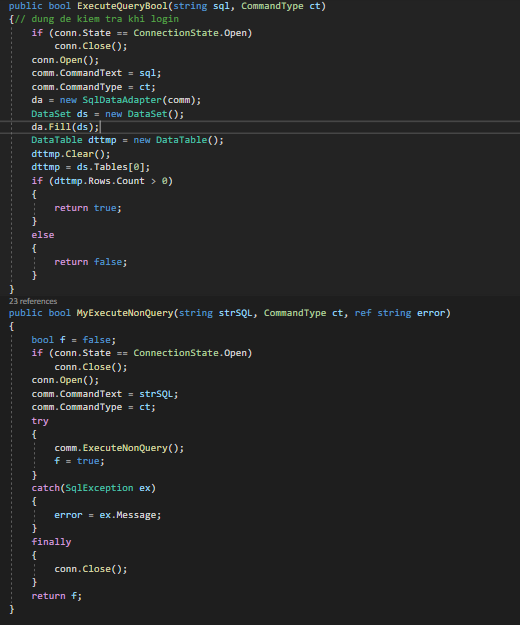 public bool ExecuteQueryBool(string sql, CommandType ct)
{// dung de kiem tra khi login
if (conn.State == ConnectionState.Open)
conn.Close();
conn.Open();
comm.CommandText = sql;
comm.CommandType = ct;
da = new SqlDataAdapter(comm);
DataSet ds = new DataSet();
da.Fill(ds);
DataTable dttmp = new DataTable();
dttmp.Clear();
dttmp = ds.Tables[0];
if (dttmp.Rows.Count > 0)
{
return true;
}
else
{
return false;
}
}
23 references
public bool MyExecuteNonQuery(string strSQL, CommandType ct, ref string error)
{
bool f = false;
if (conn.State == ConnectionState.Open)
conn.Close();
conn.Open();
comm.CommandText = strSQL;
comm.CommandType = ct;
try
{
comm.ExecuteNonQuery();
f = true;
}
catch(SqlException ex)
{
error = ex.Message;
}
finally
{
conn.Close();
}
return f;
}